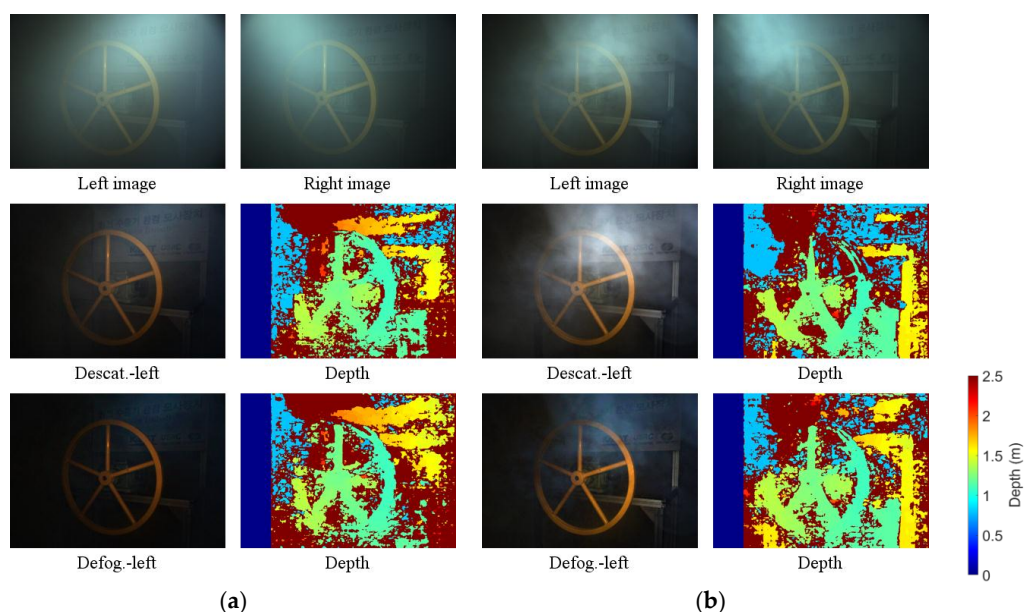 Left image Right image Left image Right image
Descat.-left Depth Descat.-left Depth
2.5
2
1.5
1
0.5
0
Depth (m)
Defog.-left Depth Defog.-left Depth
(a) (b)